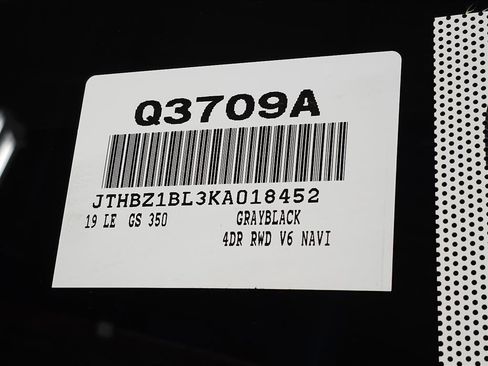 Q3709A
JTHBZ1BL3KA018452
19 LE GS 350 GRAYBLACK
4DR RWD V6 NAVI